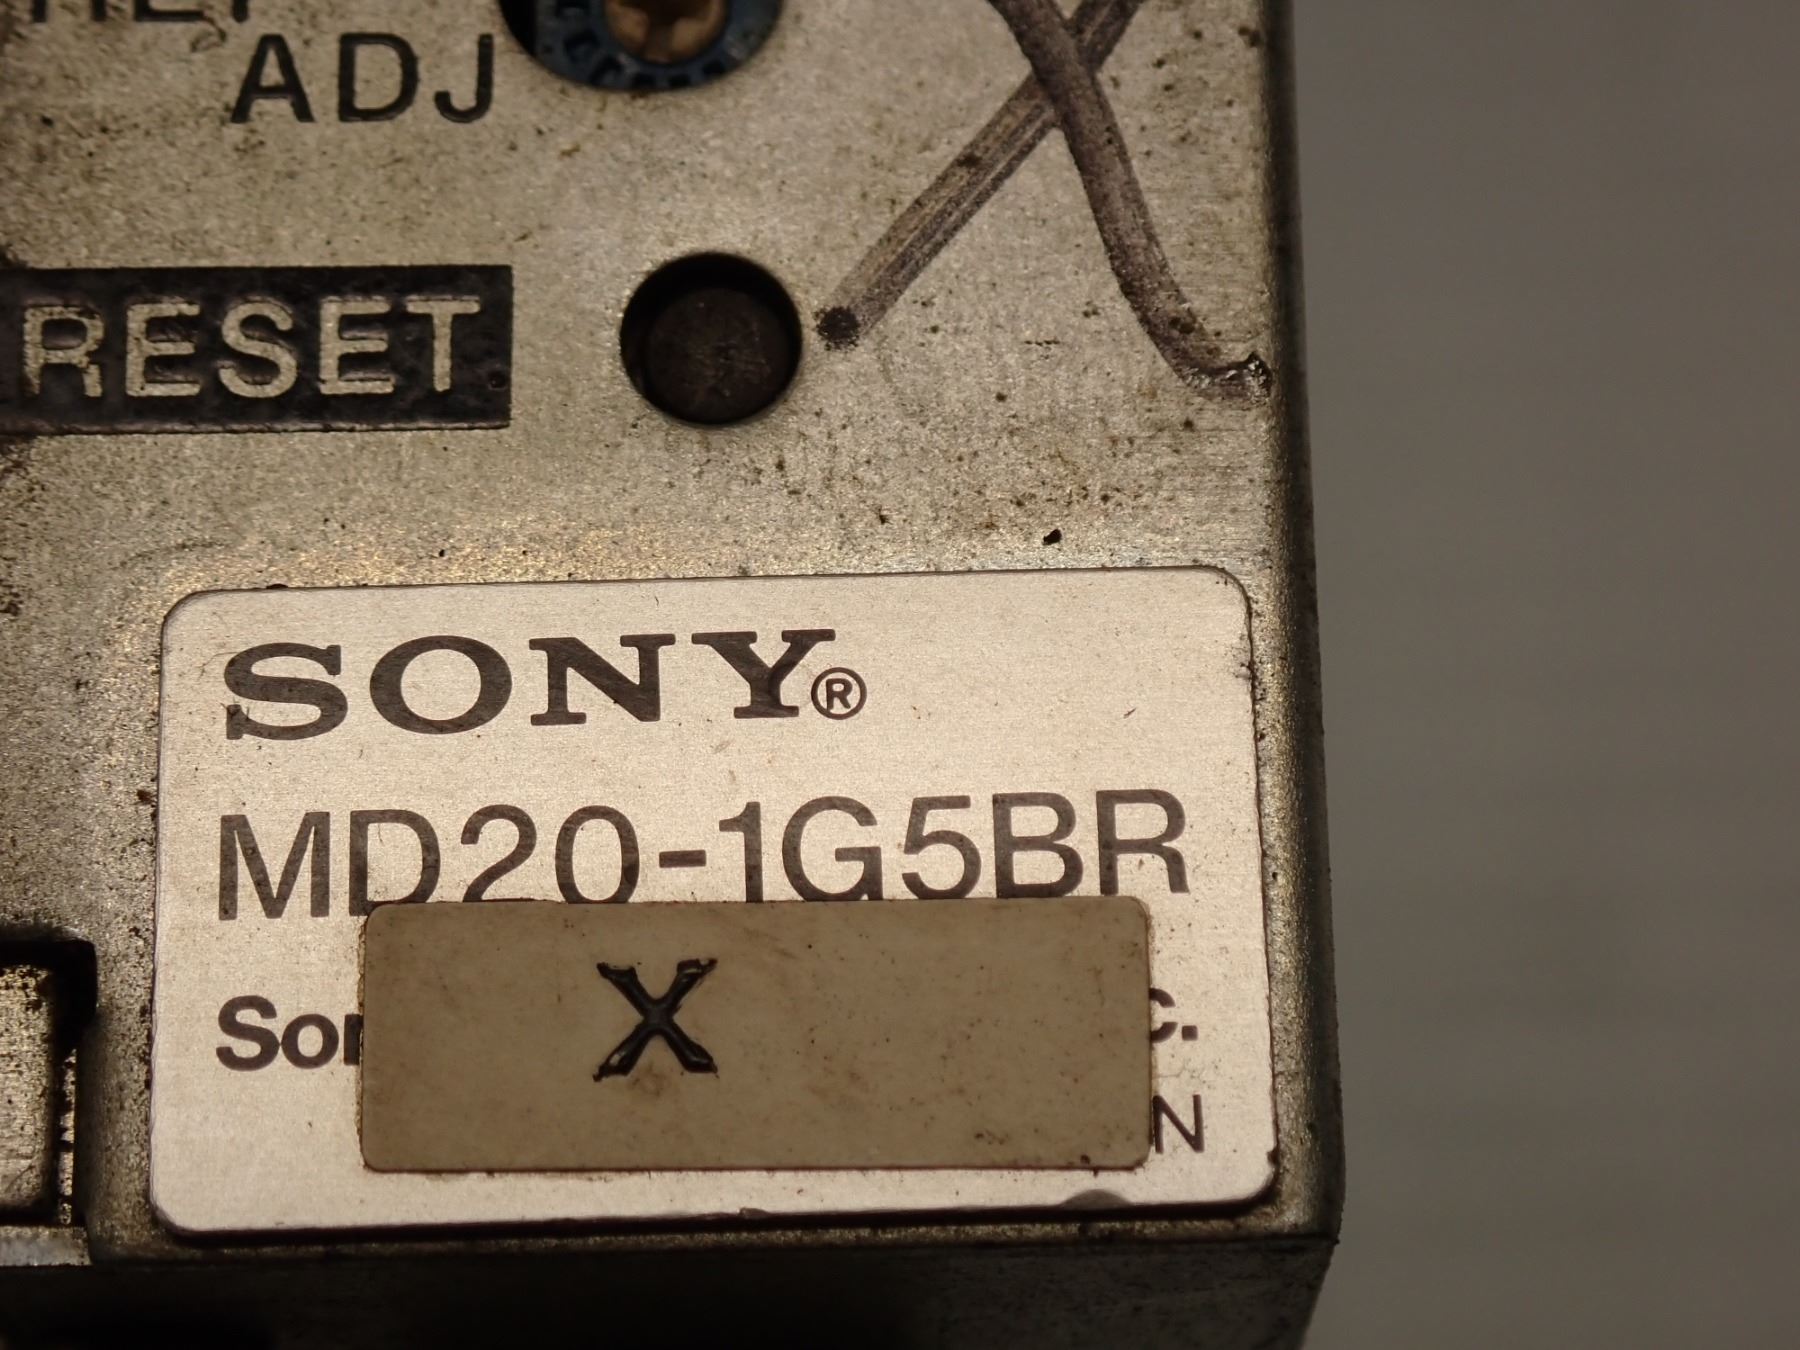 ADJ
X
RESET
SONY®
MD20-1G5BR
X